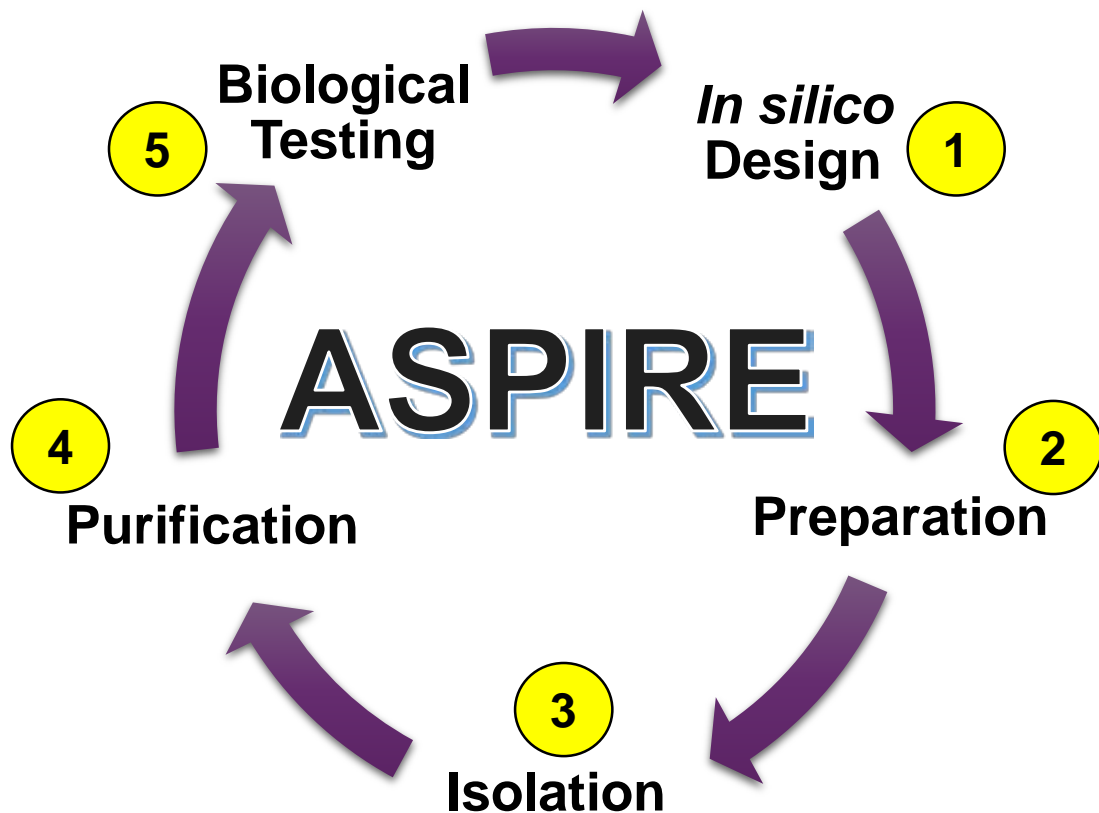 In silico
Design
1
2
Preparation
3
Isolation
4
Purification
5
Biological
Testing
ASPIRE